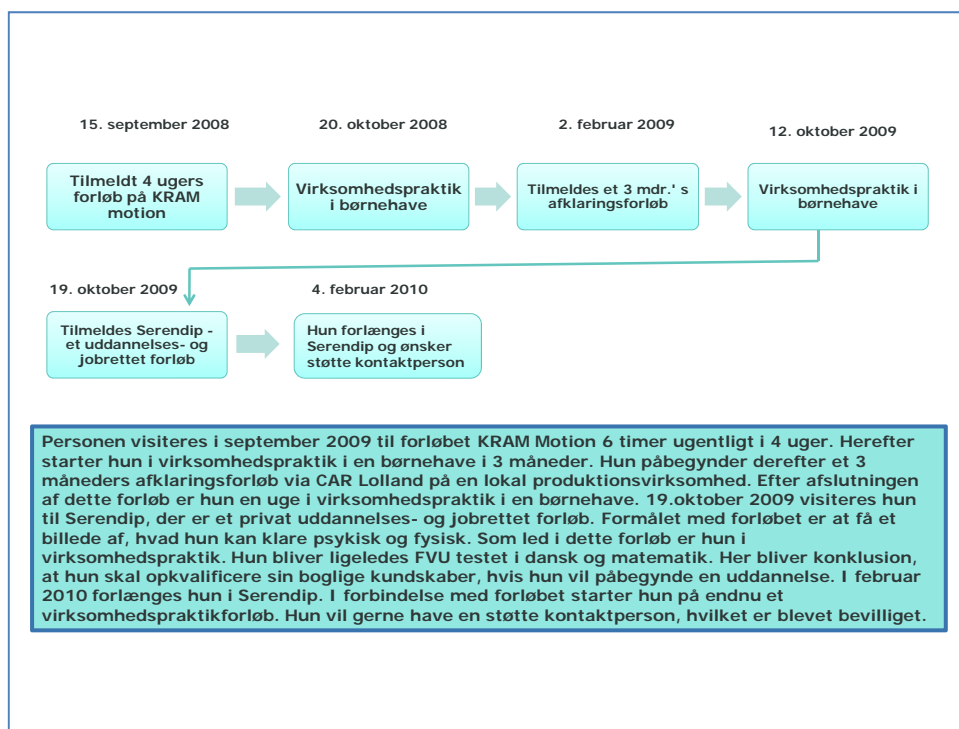 15. september 2008
20. oktober 2008
2. februar 2009
12. oktober 2009
Tilmeldt 4 ugers
forløb på KRAM
motion
Virksomhedspraktik
i børnehave
Tilmeldes et 3 mdr.' s
afklaringsforløb
Virksomhedspraktik i
børnehave
19. oktober 2009
4. februar 2010
Tilmeldes Serendip -
et uddannelses- og
jobrettet forløb
Hun forlænges i
Serendip og ønsker
støtte kontaktperson
Personen visiteres i september 2009 til forløbet KRAM Motion 6 timer ugentligt i 4 uger. Herefter
starter hun i virksomhedspraktik i en børnehave i 3 måneder. Hun påbegynder derefter et 3
måneders afklaringsforløb via CAR Lolland på en lokal produktionsvirksomhed. Efter afslutningen
af dette forløb er hun en uge i virksomhedspraktik i en børnehave. 19.oktober 2009 visiteres hun
til Serendip, der er et privat uddannelses- og jobrettet forløb. Formålet med forløbet er at få et
billede af, hvad hun kan klare psykisk og fysisk. Som led i dette forløb er hun i
virksomhedspraktik. Hun bliver ligeledes FVU testet i dansk og matematik. Her bliver konklusion,
at hun skal opkvalificere sin boglige kundskaber, hvis hun vil påbegynde en uddannelse. I februar
2010 forlænges hun i Serendip. I forbindelse med forløbet starter hun på endnu et
virksomhedspraktikforløb. Hun vil gerne have en støtte kontaktperson, hvilket er blevet bevilliget.